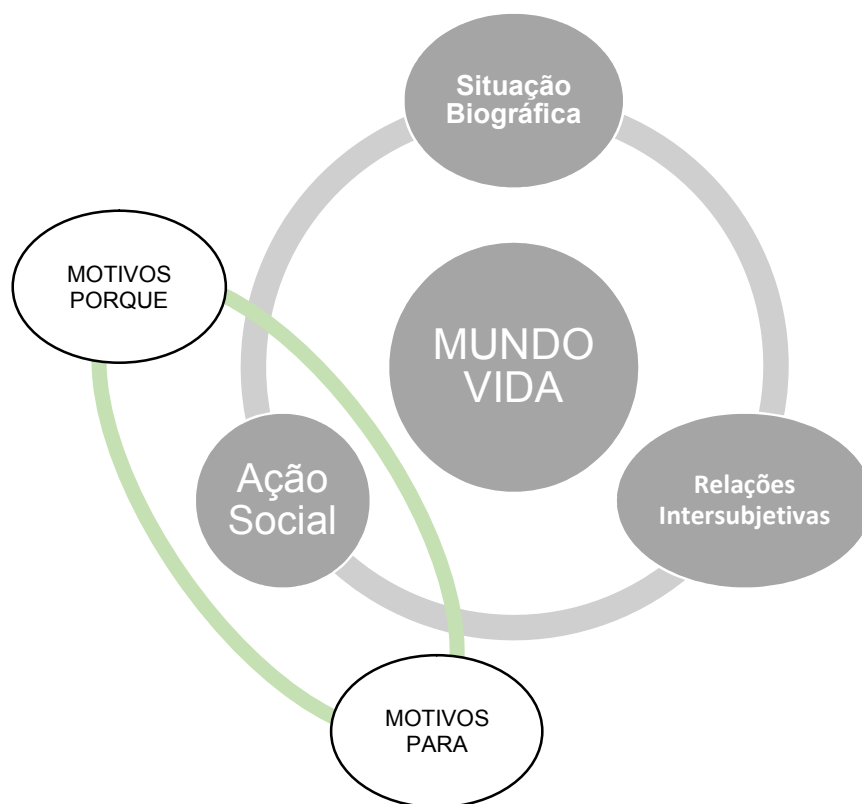 Situação
Biográfica
MOTIVOS
PORQUE
MUNDO
VIDA
Ação
Social
Relações
Intersubjetivas
MOTIVOS
PARA